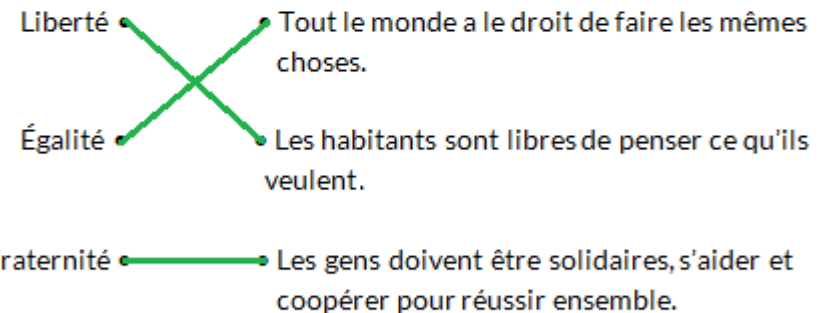 Liberté
Tout le monde a le droit de faire les mêmes
choses.
Égalité
Les habitants sont libres de penser ce qu'ils
veulent.
raternité
Les gens doivent être solidaires, s'aider et
coopérer pour réussir ensemble.